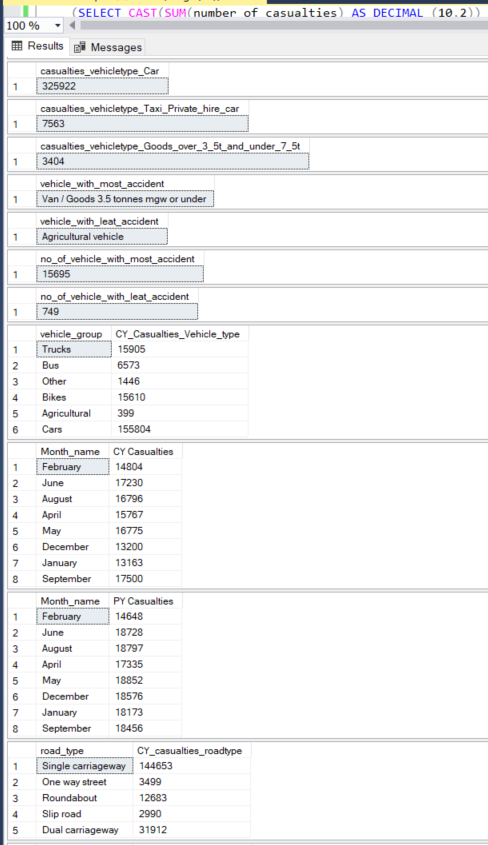 (SELECT CAST(SUM(number_of_casualties) AS DECIMAL (10.2))
100 %
Results Messages
casualties_vehicletype_Car
1 325922
casualties_vehicletype_Taxi_Private_hire_car
1 7563
casualties_vehicletype_Goods_over_3_5t_and_under_7_5t
1 3404
vehicle_with_most_accident
1 Van / Goods 3.5 tonnes mgw or under
vehicle_with_leat_accident
1 Agricultural vehicle
no_of_vehicle_with_most_accident
1 15695
no_of_vehicle_with_leat_accident
1 749
vehicle_group CY_Casualties_Vehicle_type
1 Trucks 15905
2 Bus 6573
3 Other 1446
4 Bikes 15610
5 Agricultural 399
6 Cars 155804
Month_name CY Casualties
1 February 14804
2 June 17230
3 August 16796
4 April 15767
5 May 16775
6 December 13200
7 January 13163
8 September 17500
Month_name PY Casualties
1 February 14648
2 June 18728
3 August 18797
4 April 17335
5 May 18852
6 December 18576
7 January 18173
8 September 18456
road_type CY_casualties_roadtype
1 Single carriageway 144653
2 One way street 3499
3 Roundabout 12683
4 Slip road 2990
5 Dual carriageway 31912